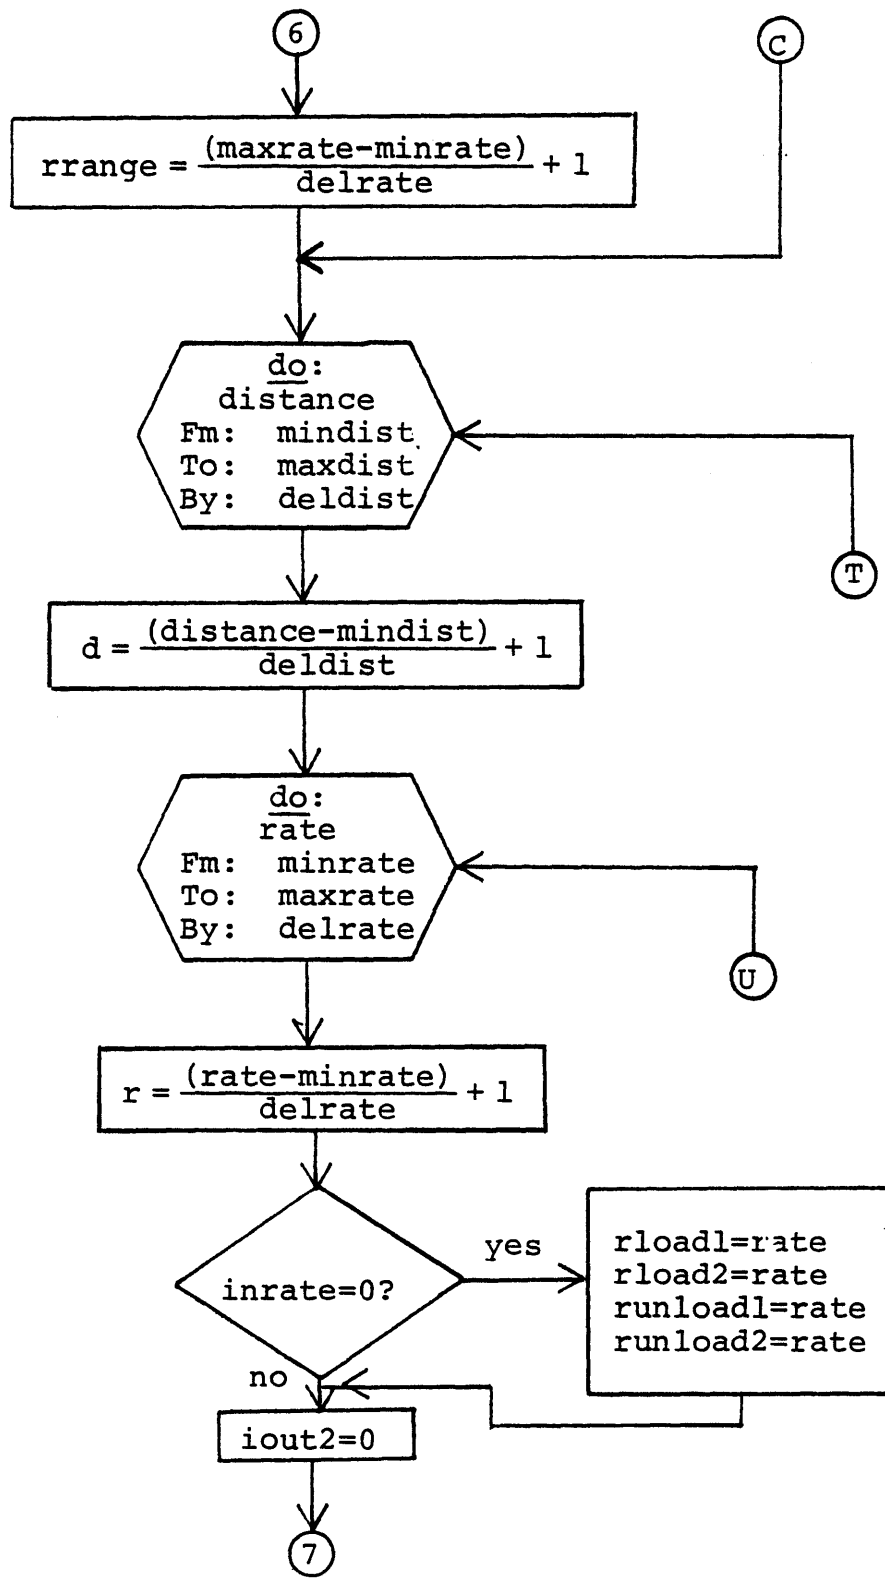 6
C
rrange = (maxrate-minrate) / delrate + 1
do:
distance
Fm: mindist
To: maxdist
By: deldist
T
d = (distance-mindist) / deldist + 1
do:
rate
Fm: minrate
To: maxrate
By: delrate
U
r = (rate-minrate) / delrate + 1
inrate=0?
yes
rload1=rate
rload2=rate
runload1=rate
runload2=rate
no
iout2=0
7